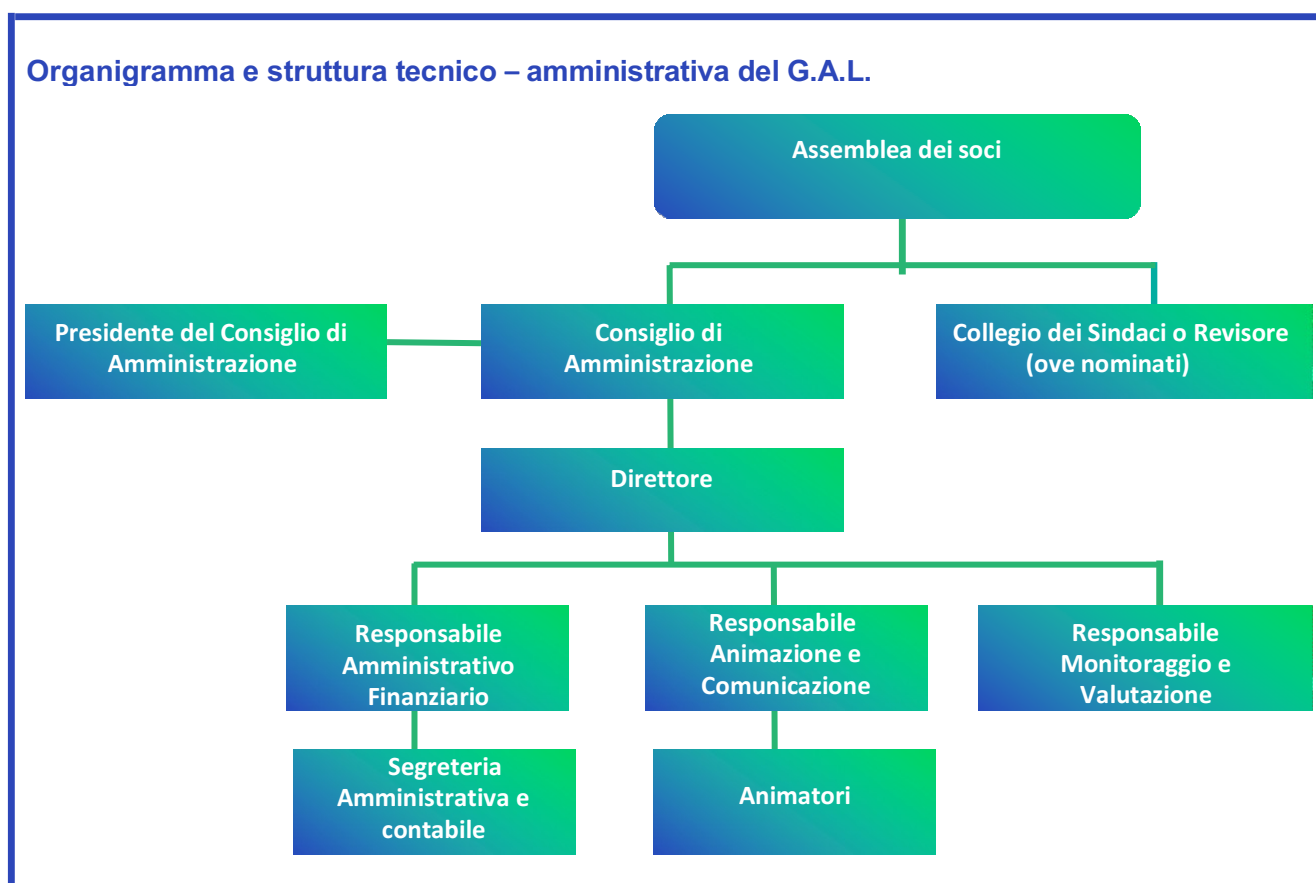 Organigramma e struttura tecnico – amministrativa del G.A.L.
Assemblea dei soci
Presidente del Consiglio di
Amministrazione
Consiglio di
Amministrazione
Collegio dei Sindaci o Revisore
(ove nominati)
Direttore
Responsabile
Amministrativo
Finanziario
Responsabile
Animazione e
Comunicazione
Responsabile
Monitoraggio e
Valutazione
Segreteria
Amministrativa e
contabile
Animatori